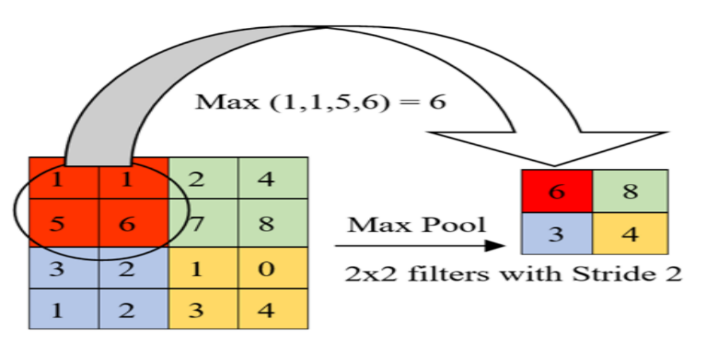 Max (1,1,5,6) = 6
1 1 2 4
5 6 7 8
3 2 1 0
1 2 3 4
Max Pool
2x2 filters with Stride 2
6 8
3 4